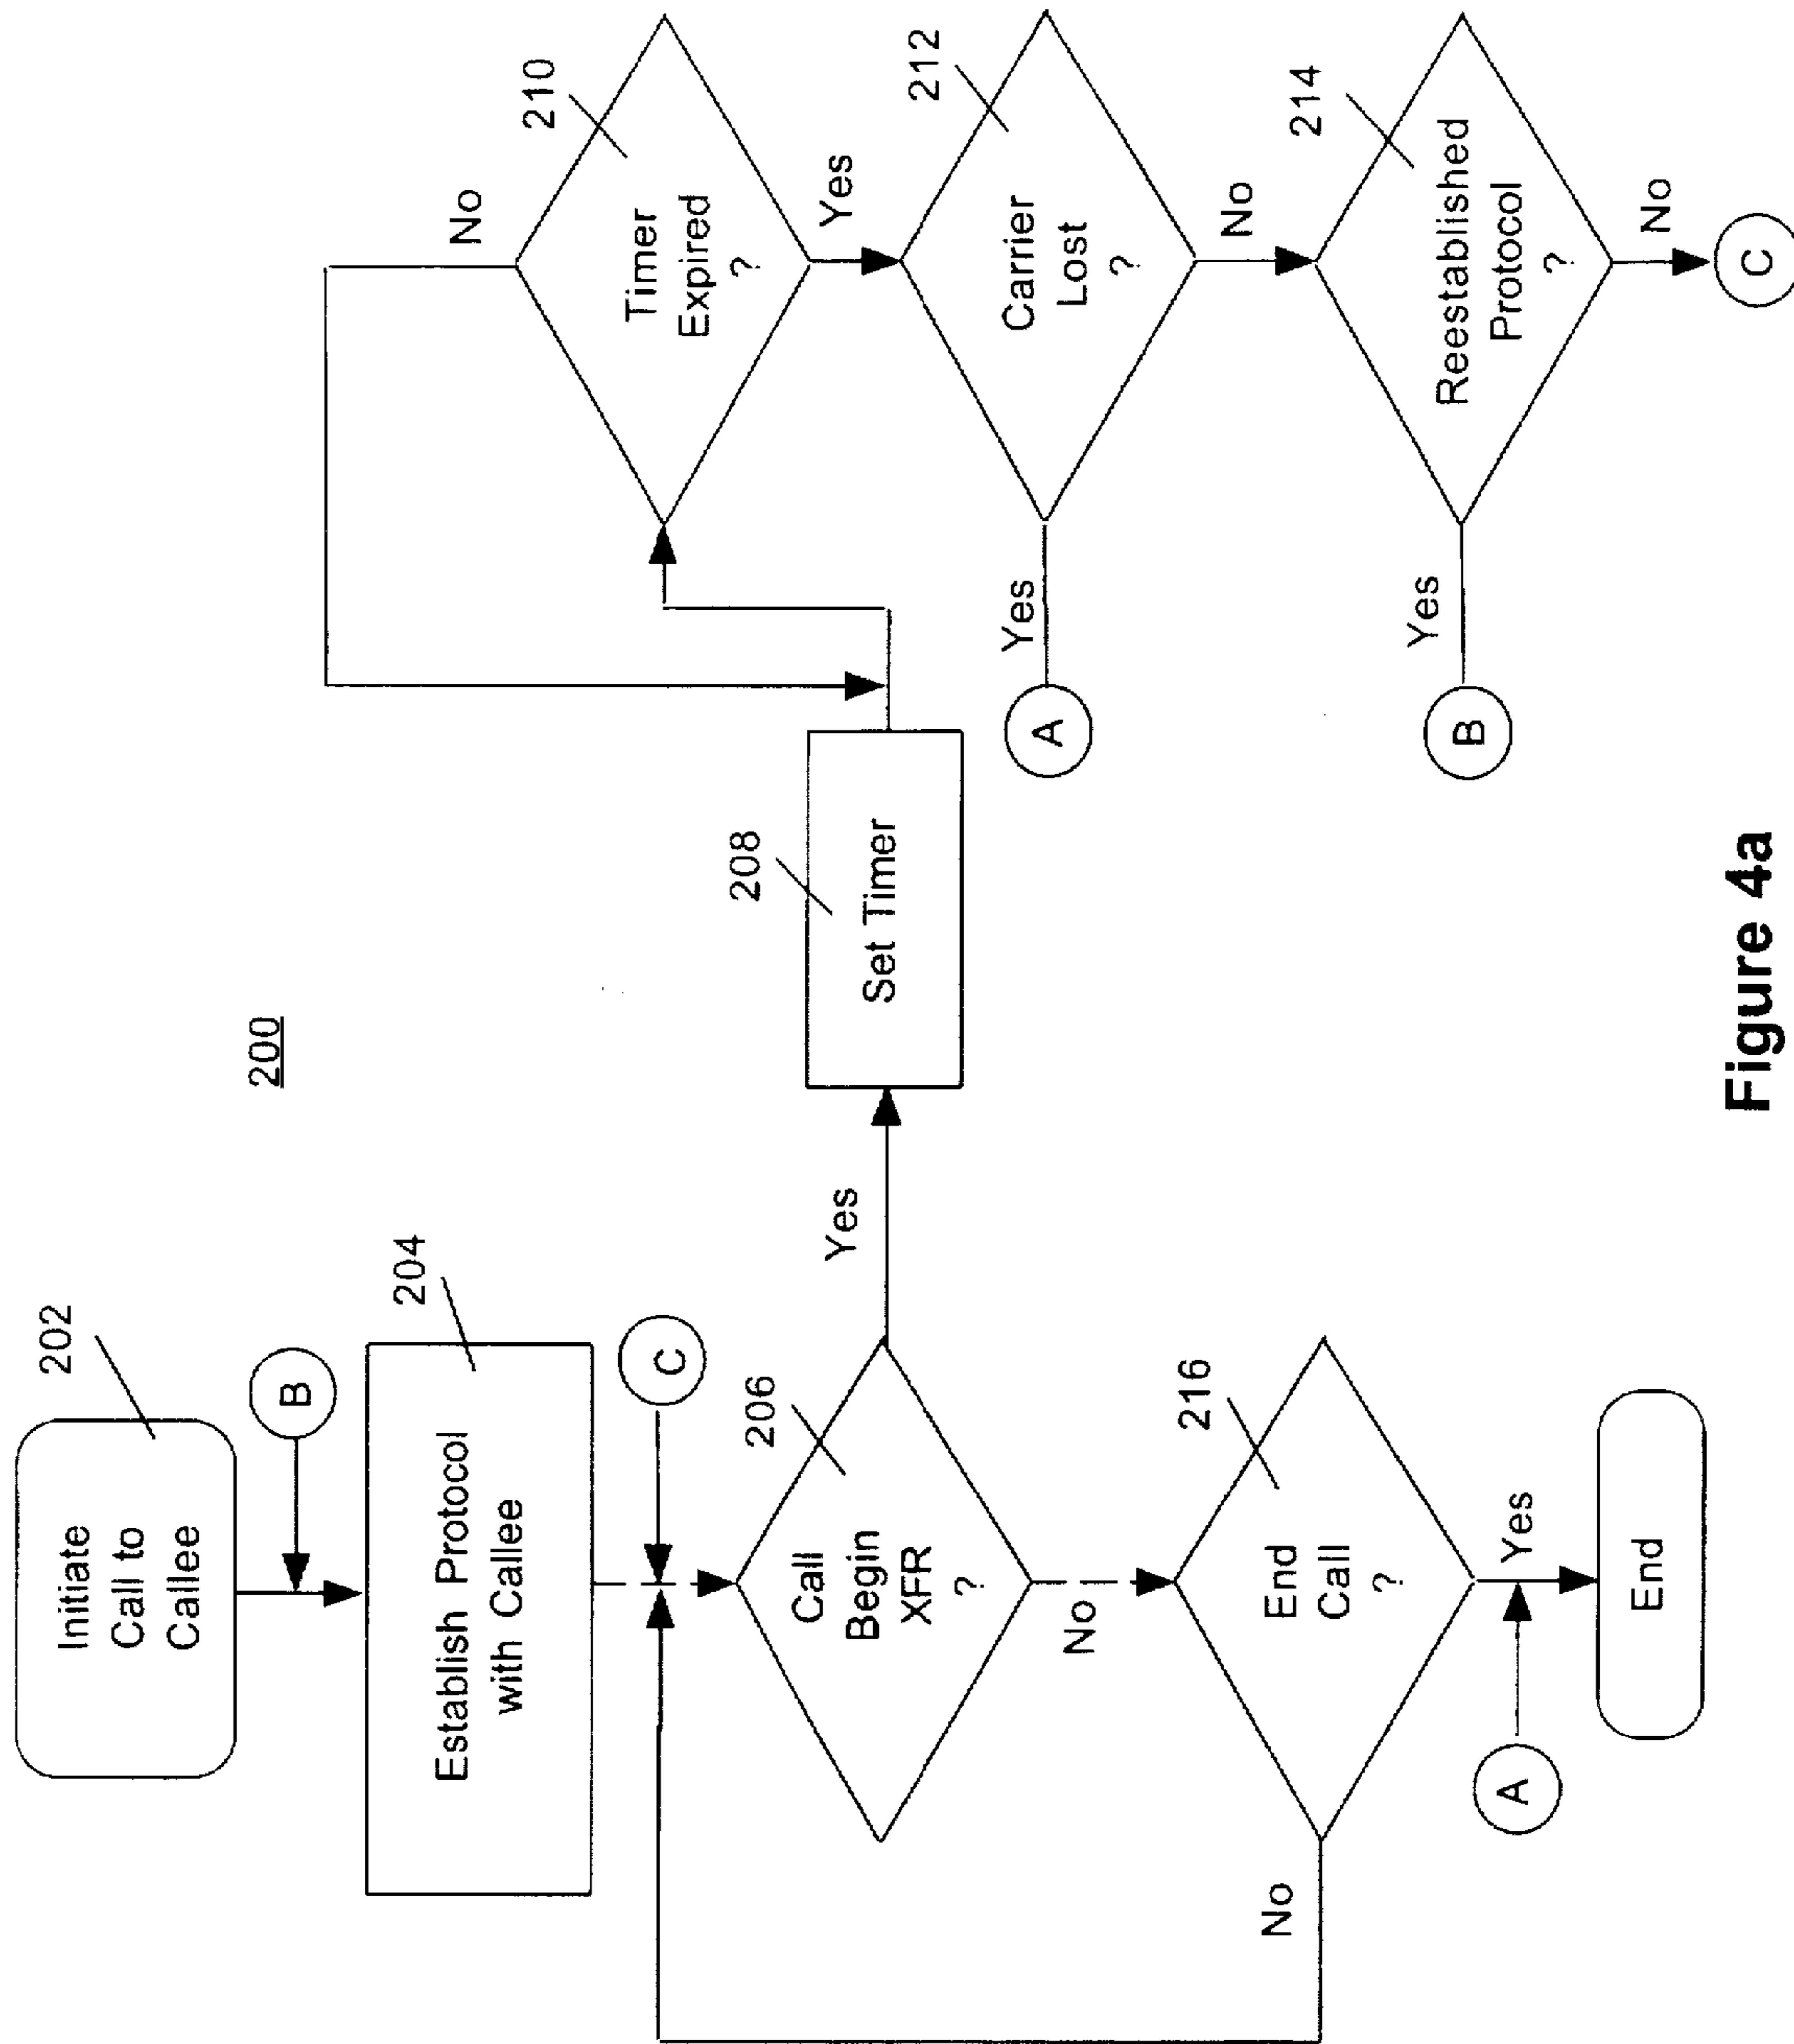 200
202
Initiate
Call to
Callee
B
204
Establish Protocol
with Callee
C
206
Call
Begin
XFR
?
Yes
No
208
Set Timer
210
Timer
Expired
?
No
Yes
212
Carrier
Lost
?
Yes
A
No
214
Reestablished
Protocol
?
Yes
B
No
C
216
End
Call
?
No
Yes
A
End
Figure 4a